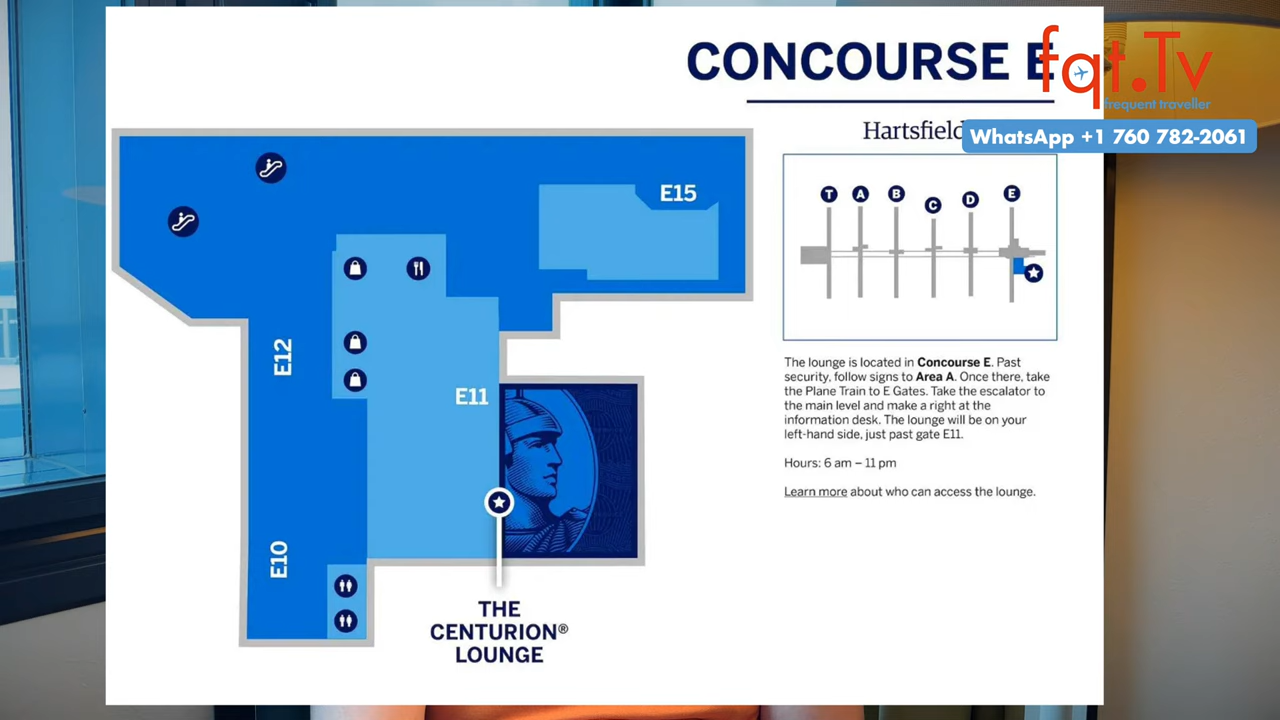 CONCOURSE E
fqt.Tv
frequent traveller
Hartsfield
WhatsApp +1 760 782-2061
E15
E12
E11
E10
THE
CENTURION®
LOUNGE
T A B C D E
The lounge is located in Concourse E. Past
security, follow signs to Area A. Once there, take
the Plane Train to E Gates. Take the escalator to
the main level and make a right at the
information desk. The lounge will be on your
left-hand side, just past gate E11.
Hours: 6 am – 11 pm
Learn more about who can access the lounge.